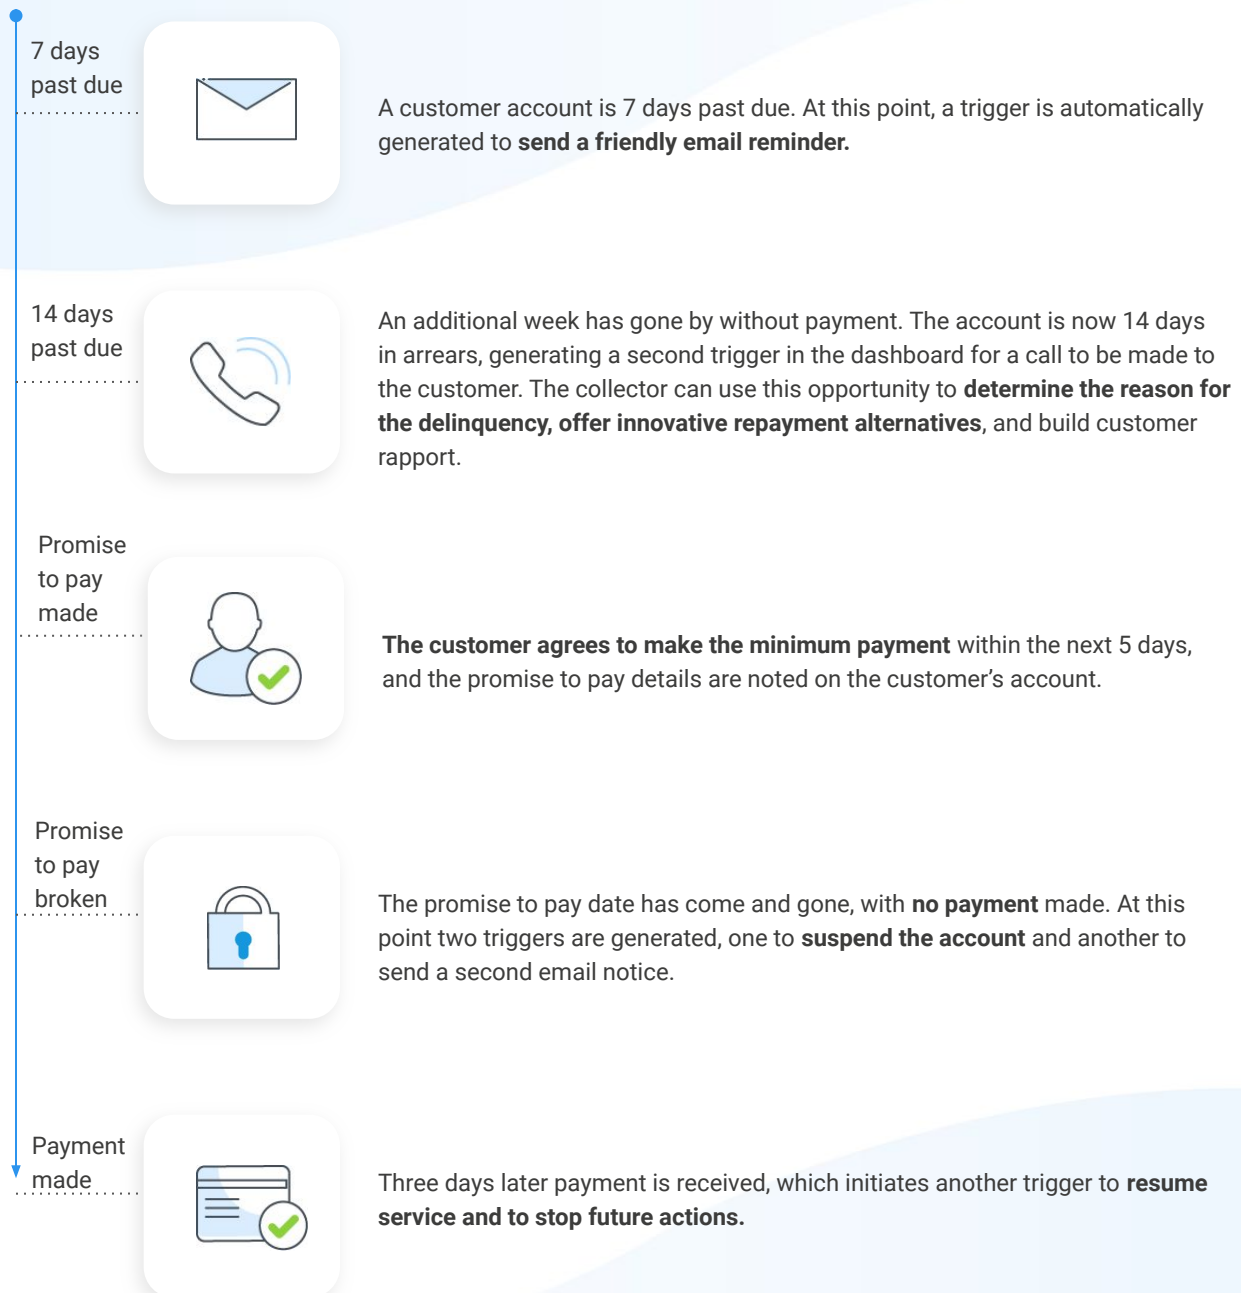 7 days
past due
A customer account is 7 days past due. At this point, a trigger is automatically
generated to send a friendly email reminder.
14 days
past due
An additional week has gone by without payment. The account is now 14 days
in arrears, generating a second trigger in the dashboard for a call to be made to
the customer. The collector can use this opportunity to determine the reason for
the delinquency, offer innovative repayment alternatives, and build customer
rapport.
Promise
to pay
made
The customer agrees to make the minimum payment within the next 5 days,
and the promise to pay details are noted on the customer’s account.
Promise
to pay
broken
The promise to pay date has come and gone, with no payment made. At this
point two triggers are generated, one to suspend the account and another to
send a second email notice.
Payment
made
Three days later payment is received, which initiates another trigger to resume
service and to stop future actions.